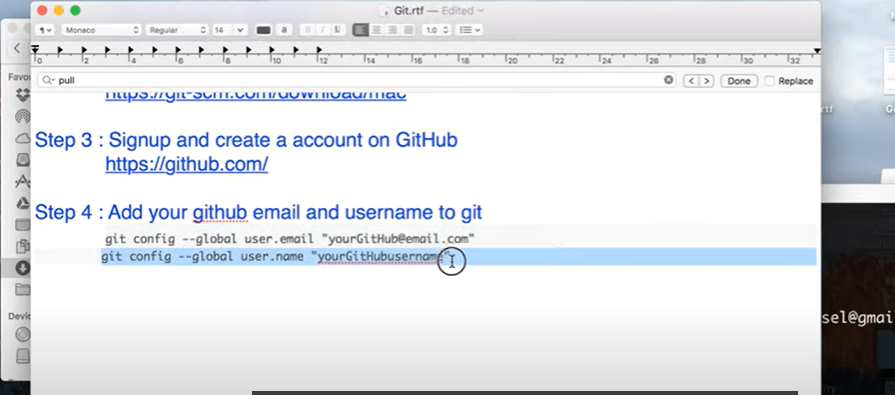 Git.rtf — Edited
Monaco Regular 14 a B I U 1.0
0 2 4 6 8 10 12 14 16 18 20 22 24 26 28 30 32
pull Done Replace
Favor
https://git-scm.com/download/mac
Step 3 : Signup and create a account on GitHub
https://github.com/
Step 4 : Add your github email and username to git
git config --global user.email "yourGitHub@email.com"
git config --global user.name "yourGitHubusername"
Devic
sel@gmai